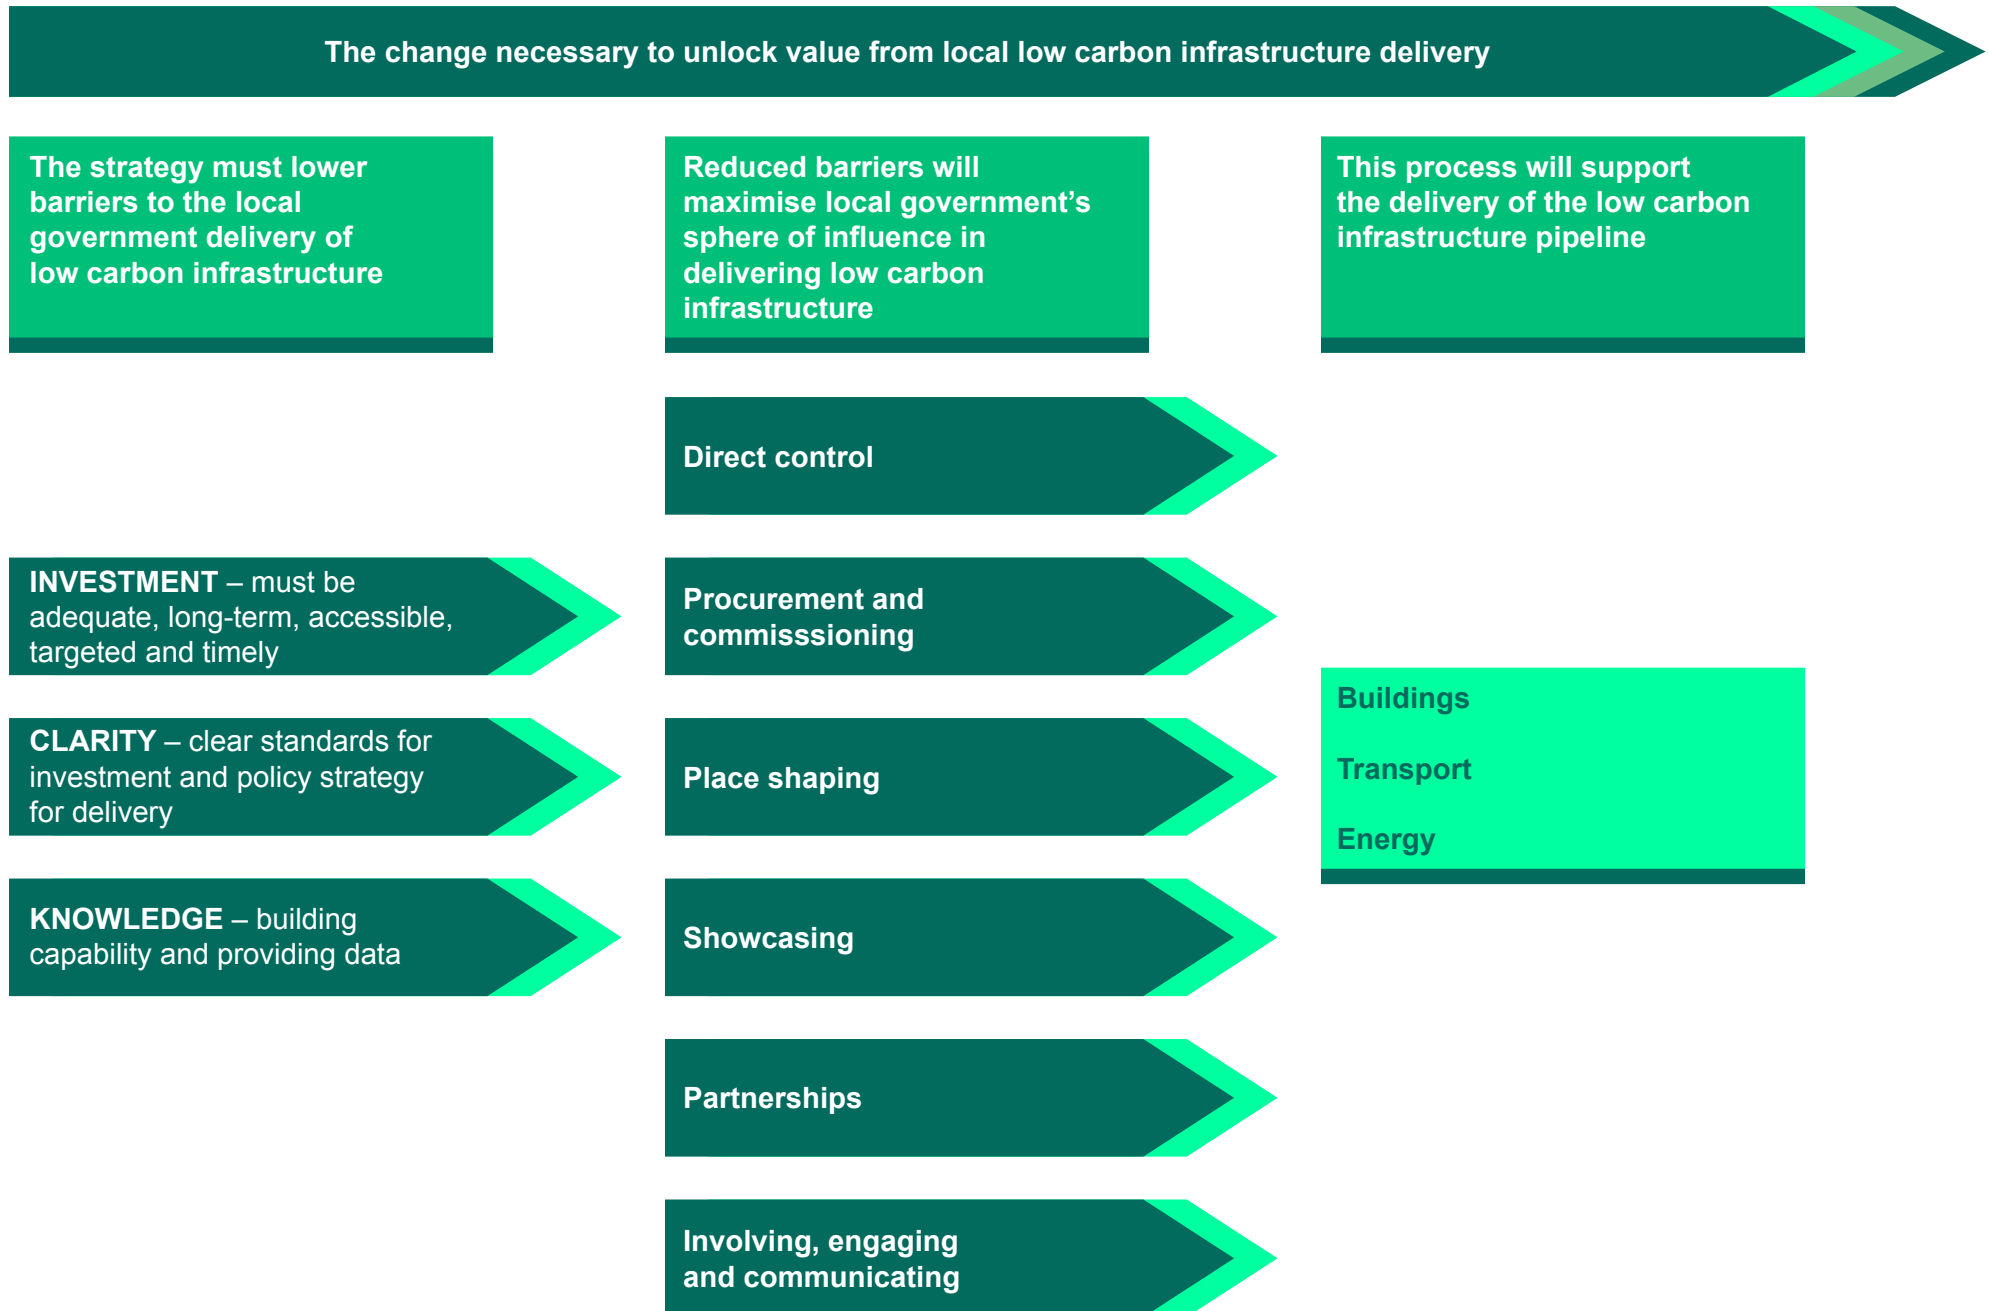 The change necessary to unlock value from local low carbon infrastructure delivery
The strategy must lower
barriers to the local
government delivery of
low carbon infrastructure
Reduced barriers will
maximise local government’s
sphere of influence in
delivering low carbon
infrastructure
This process will support
the delivery of the low carbon
infrastructure pipeline
INVESTMENT – must be
adequate, long-term, accessible,
targeted and timely
CLARITY – clear standards for
investment and policy strategy
for delivery
KNOWLEDGE – building
capability and providing data
Direct control
Procurement and
commisssioning
Place shaping
Showcasing
Partnerships
Involving, engaging
and communicating
Buildings
Transport
Energy